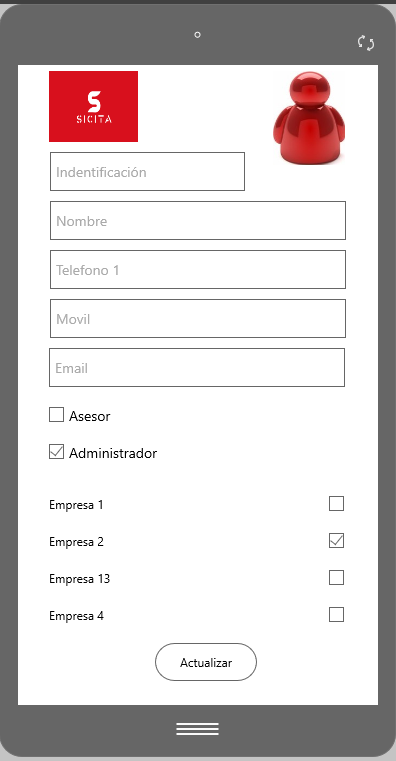 S
SICITA
Indentificación
Nombre
Telefono 1
Movil
Email
Asesor
Administrador
Empresa 1
Empresa 2
Empresa 13
Empresa 4
Actualizar